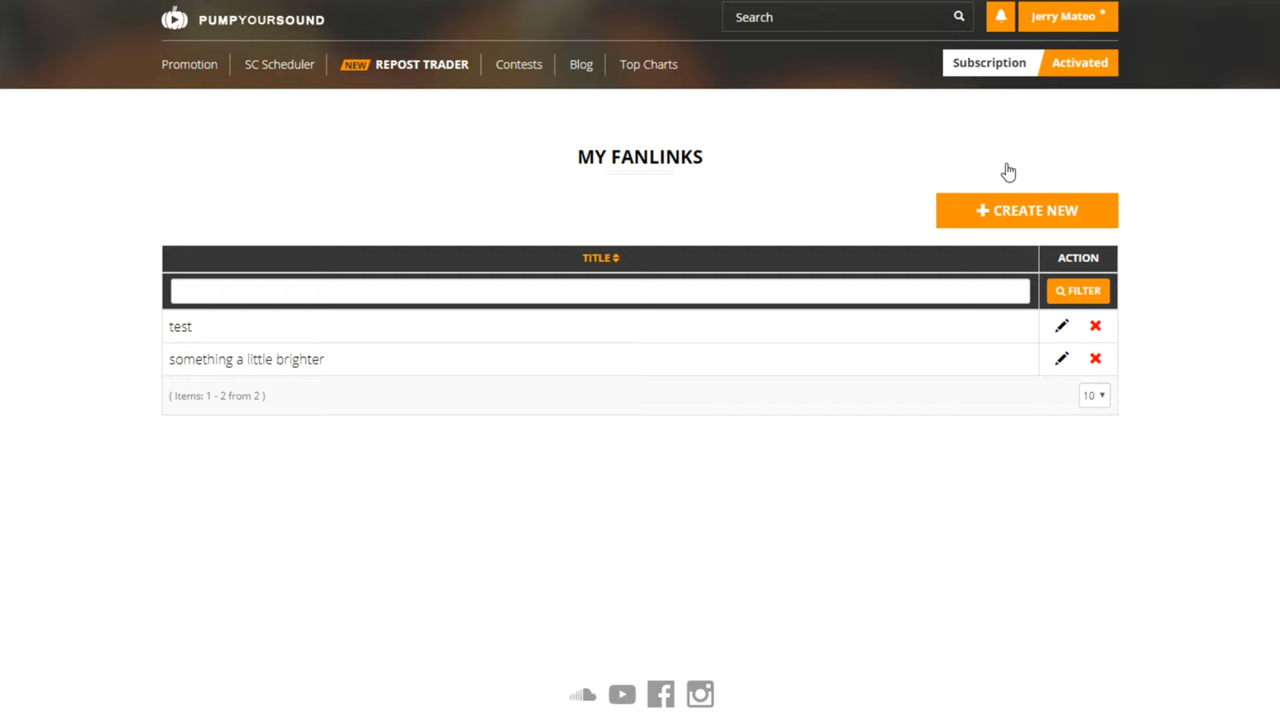 PUMPYOURSOUND
Search
Jerry Mateo
Promotion
SC Scheduler
NEW REPOST TRADER
Contests
Blog
Top Charts
Subscription
Activated
MY FANLINKS
CREATE NEW
TITLE
ACTION
FILTER
test
something a little brighter
( Items: 1 - 2 from 2 )
10